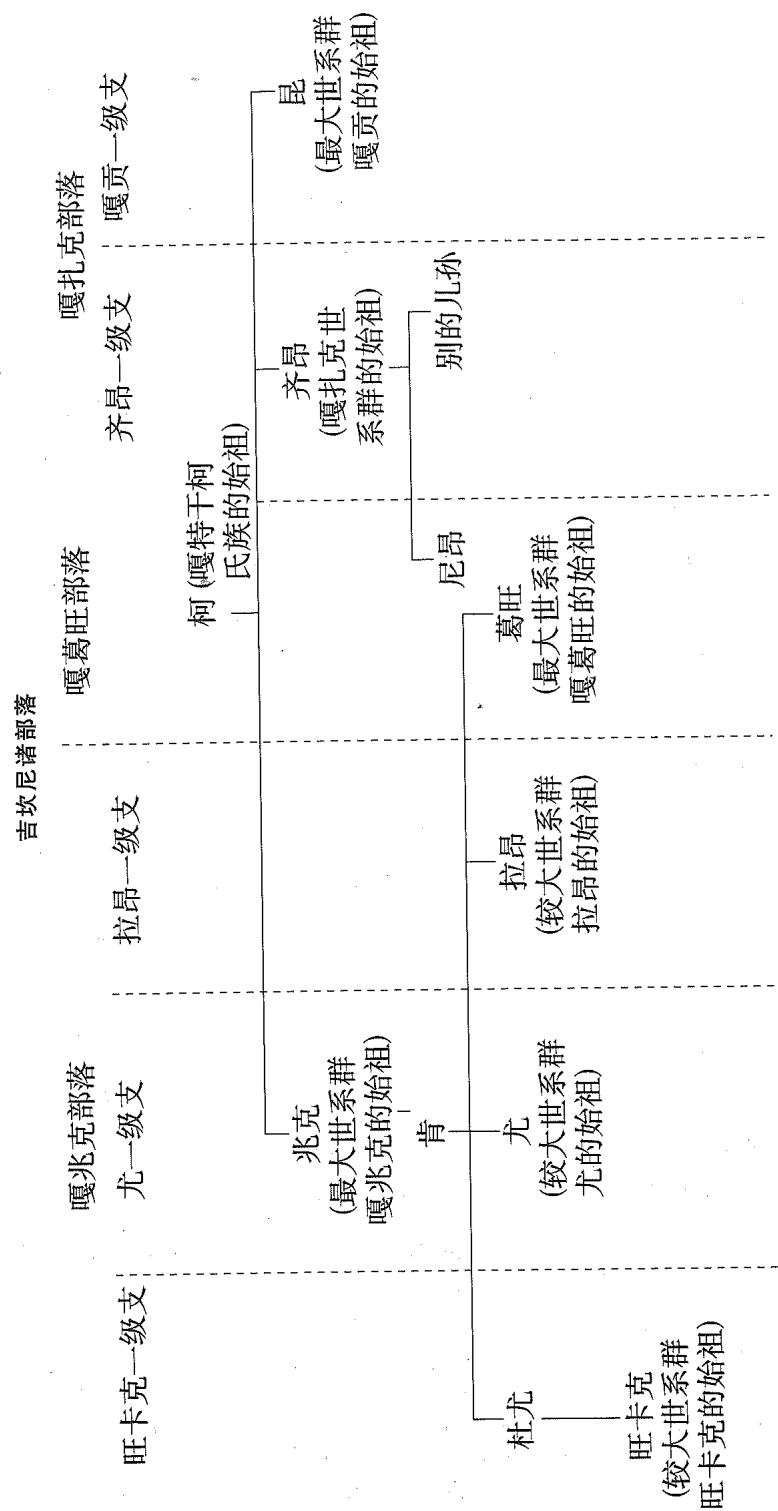 吉坎尼诸部落
嘎兆克部落
嘎葛旺部落
嘎扎克部落
旺卡克一级支
尤一级支
拉昂一级支
齐昂一级支
嘎贡一级支
柯 (嘎特干柯
氏族的始祖)
兆克
(最大世系群
嘎兆克的始祖)
齐昂
(嘎扎克世
系群的始祖)
昆
(最大世系群
嘎贡的始祖)
肯
尼昂
别的儿孙
杜尤
尤
(较大世系群
尤的始祖)
拉昂
(较大世系群
拉昂的始祖)
葛旺
(最大世系群
嘎葛旺的始祖)
旺卡克
(较大世系群
旺卡克的始祖)